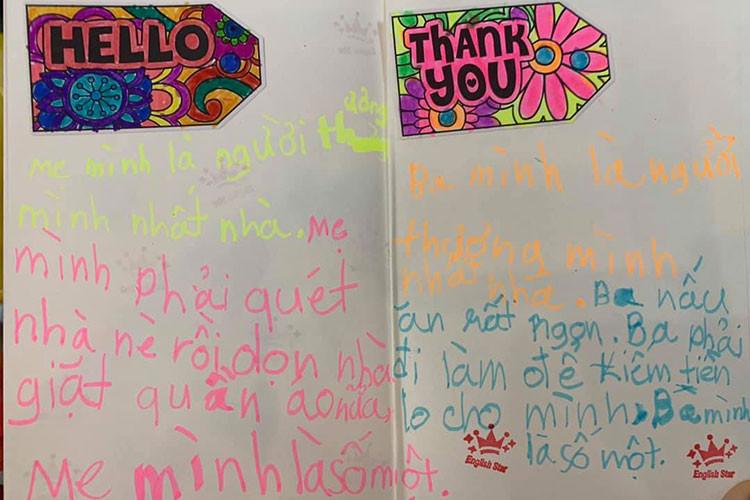 HELLO
Mẹ mình là người thương
mình nhất nhà. Mẹ
mình phải quét
nhà nè rồi dọn nhà
giặt quần áo nữa,
Mẹ mình là số một.
THANK
YOU
Ba mình là người
thương mình
nhất nhà. Ba nấu
ăn rất ngon. Ba phải
đi làm để kiếm tiền
lo cho mình, Ba mình
là số một.
English Star
English Star